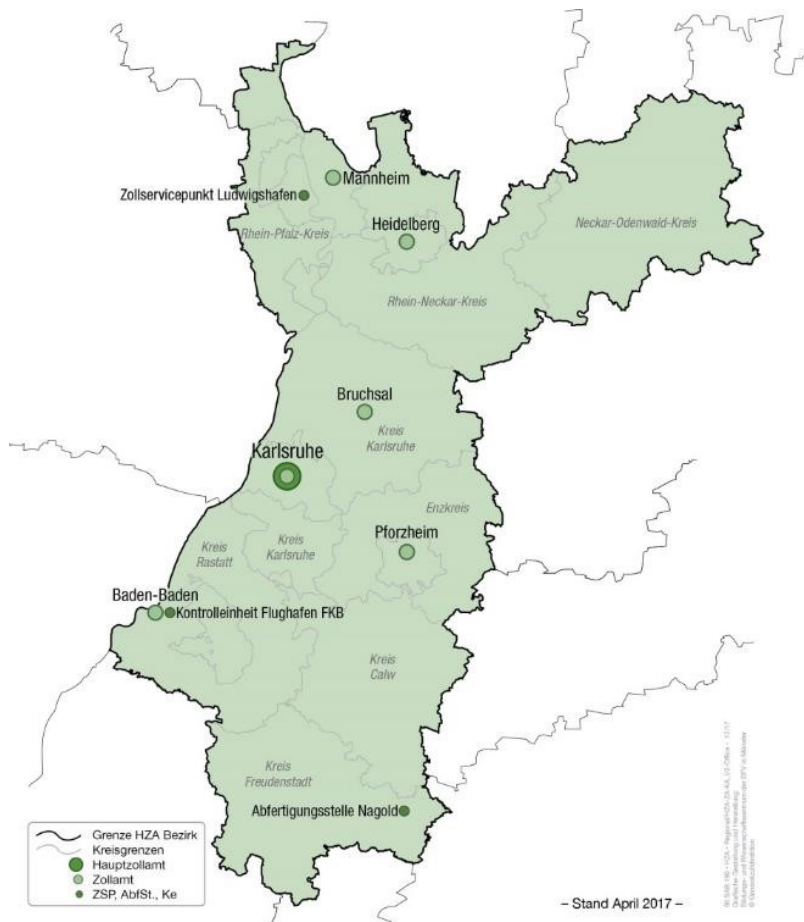 Mannheim
Zollservicepunkt Ludwigshafen
Heidelberg
Neckar-Odenwald-Kreis
Rhein-Pfalz-Kreis
Rhein-Neckar-Kreis
Bruchsal
Kreis
Karlsruhe
Karlsruhe
Enzkreis
Pforzheim
Kreis
Karlsruhe
Kreis
Rastatt
Baden-Baden
Kontrolleinheit Flughafen FKB
Kreis
Calw
Kreis
Freudenstadt
Abfertigungsstelle Nagold
Grenze HZA Bezirk
Kreisgrenzen
Hauptzollamt
Zollamt
ZSP, AbfSt., Ke
– Stand April 2017 –